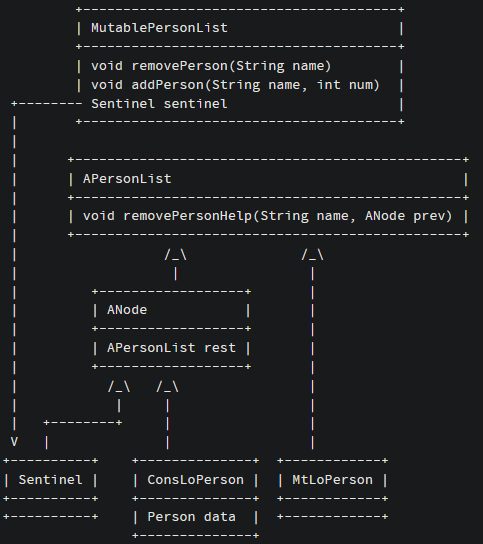 MutablePersonList
void removePerson(String name)
void addPerson(String name, int num)
Sentinel sentinel
APersonList
void removePersonHelp(String name, ANode prev)
ANode
APersonList rest
V
Sentinel
ConsLoPerson
MtLoPerson
Person data